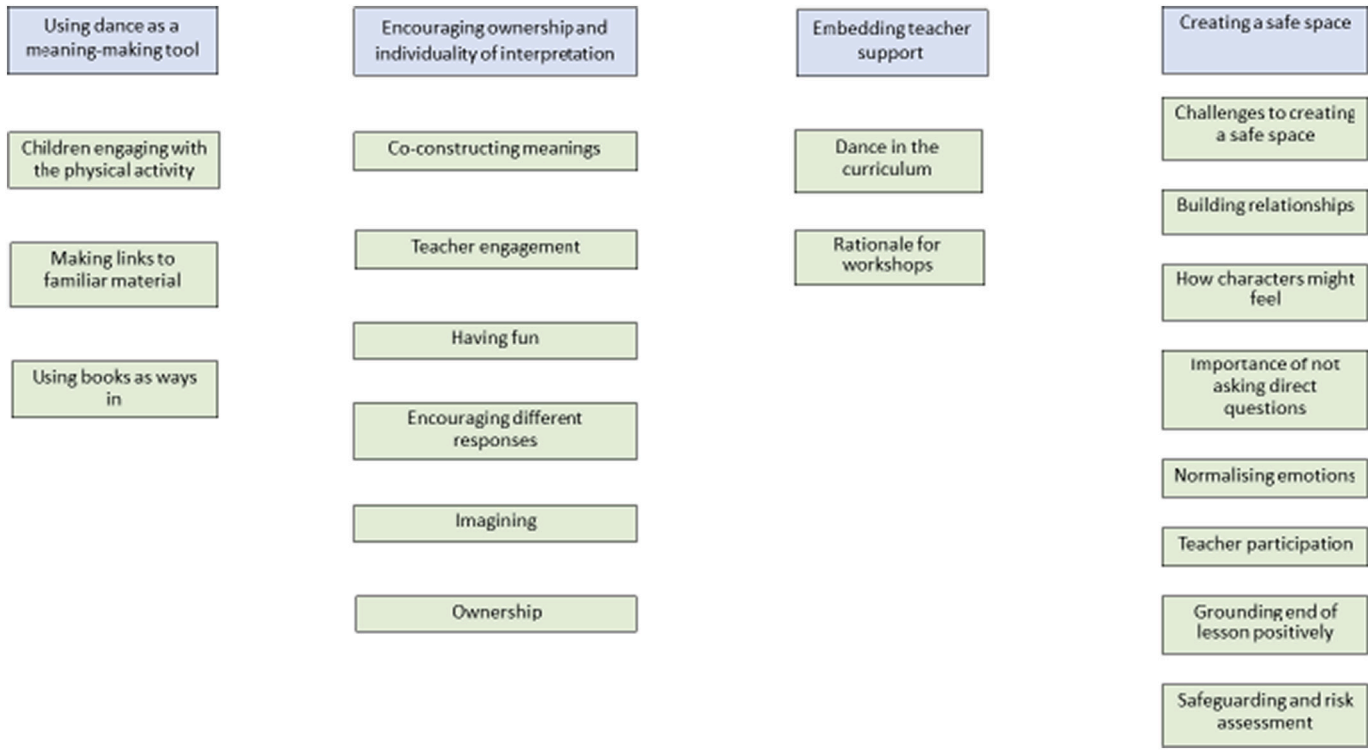 Using dance as a
meaning-making tool
Children engaging with
the physical activity
Making links to
familiar material
Using books as ways
in
Encouraging ownership and
individuality of interpretation
Co-constructing meanings
Teacher engagement
Having fun
Encouraging different
responses
Imagining
Ownership
Embedding teacher
support
Dance in the
curriculum
Rationale for
workshops
Creating a safe space
Challenges to creating
a safe space
Building relationships
How characters might
feel
Importance of not
asking direct
questions
Normalising emotions
Teacher participation
Grounding end of
lesson positively
Safeguarding and risk
assessment